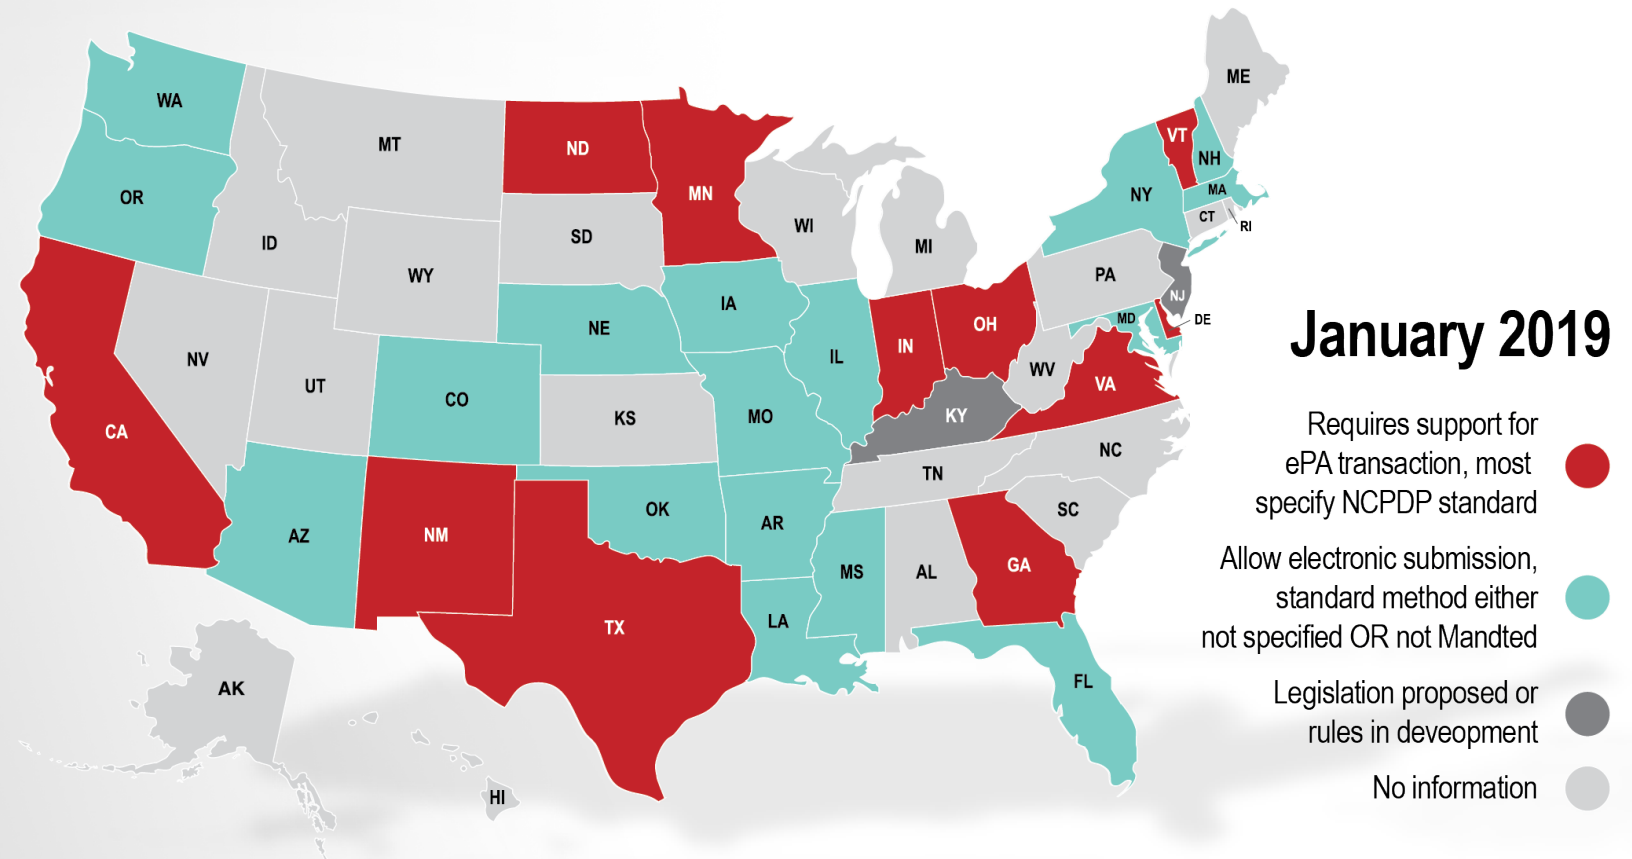 WA
OR
CA
NV
ID
MT
WY
UT
AZ
CO
NM
ND
SD
NE
KS
OK
TX
MN
IA
MO
AR
LA
WI
IL
MS
MI
IN
OH
KY
TN
AL
GA
FL
SC
NC
VA
WV
PA
NY
VT
NH
ME
MA
CT
RI
NJ
DE
MD
AK
HI
January 2019
Requires support for
ePA transaction, most
specify NCPDP standard
Allow electronic submission,
standard method either
not specified OR not Mandted
Legislation proposed or
rules in deveopment
No information